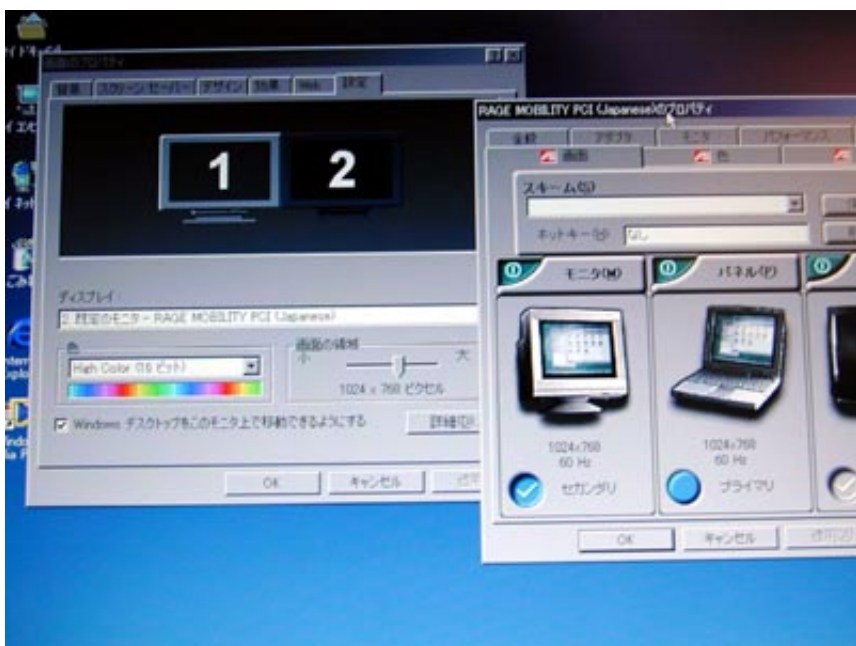 画面のプロパティ
背景 スクリーン セーバー デザイン 効果 Web 設定
1 2
ディスプレイ:
2. 既定のモニタ - RAGE MOBILITY PCI (Japanese)
色
High Color (16 ビット)
画面の領域
小 大
1024 x 768 ピクセル
Windows デスクトップをこのモニタ上で移動できるようにする
詳細(D)...
OK キャンセル
RAGE MOBILITY PCI (Japanese)のプロパティ
全般 アダプタ モニタ パフォーマンス
画面 色
スキーム(S)
ホットキー(H) なし
モニタ(M) パネル(P)
1024x768 1024x768
60 Hz 60 Hz
セカンダリ プライマリ
OK キャンセル 適用(A)